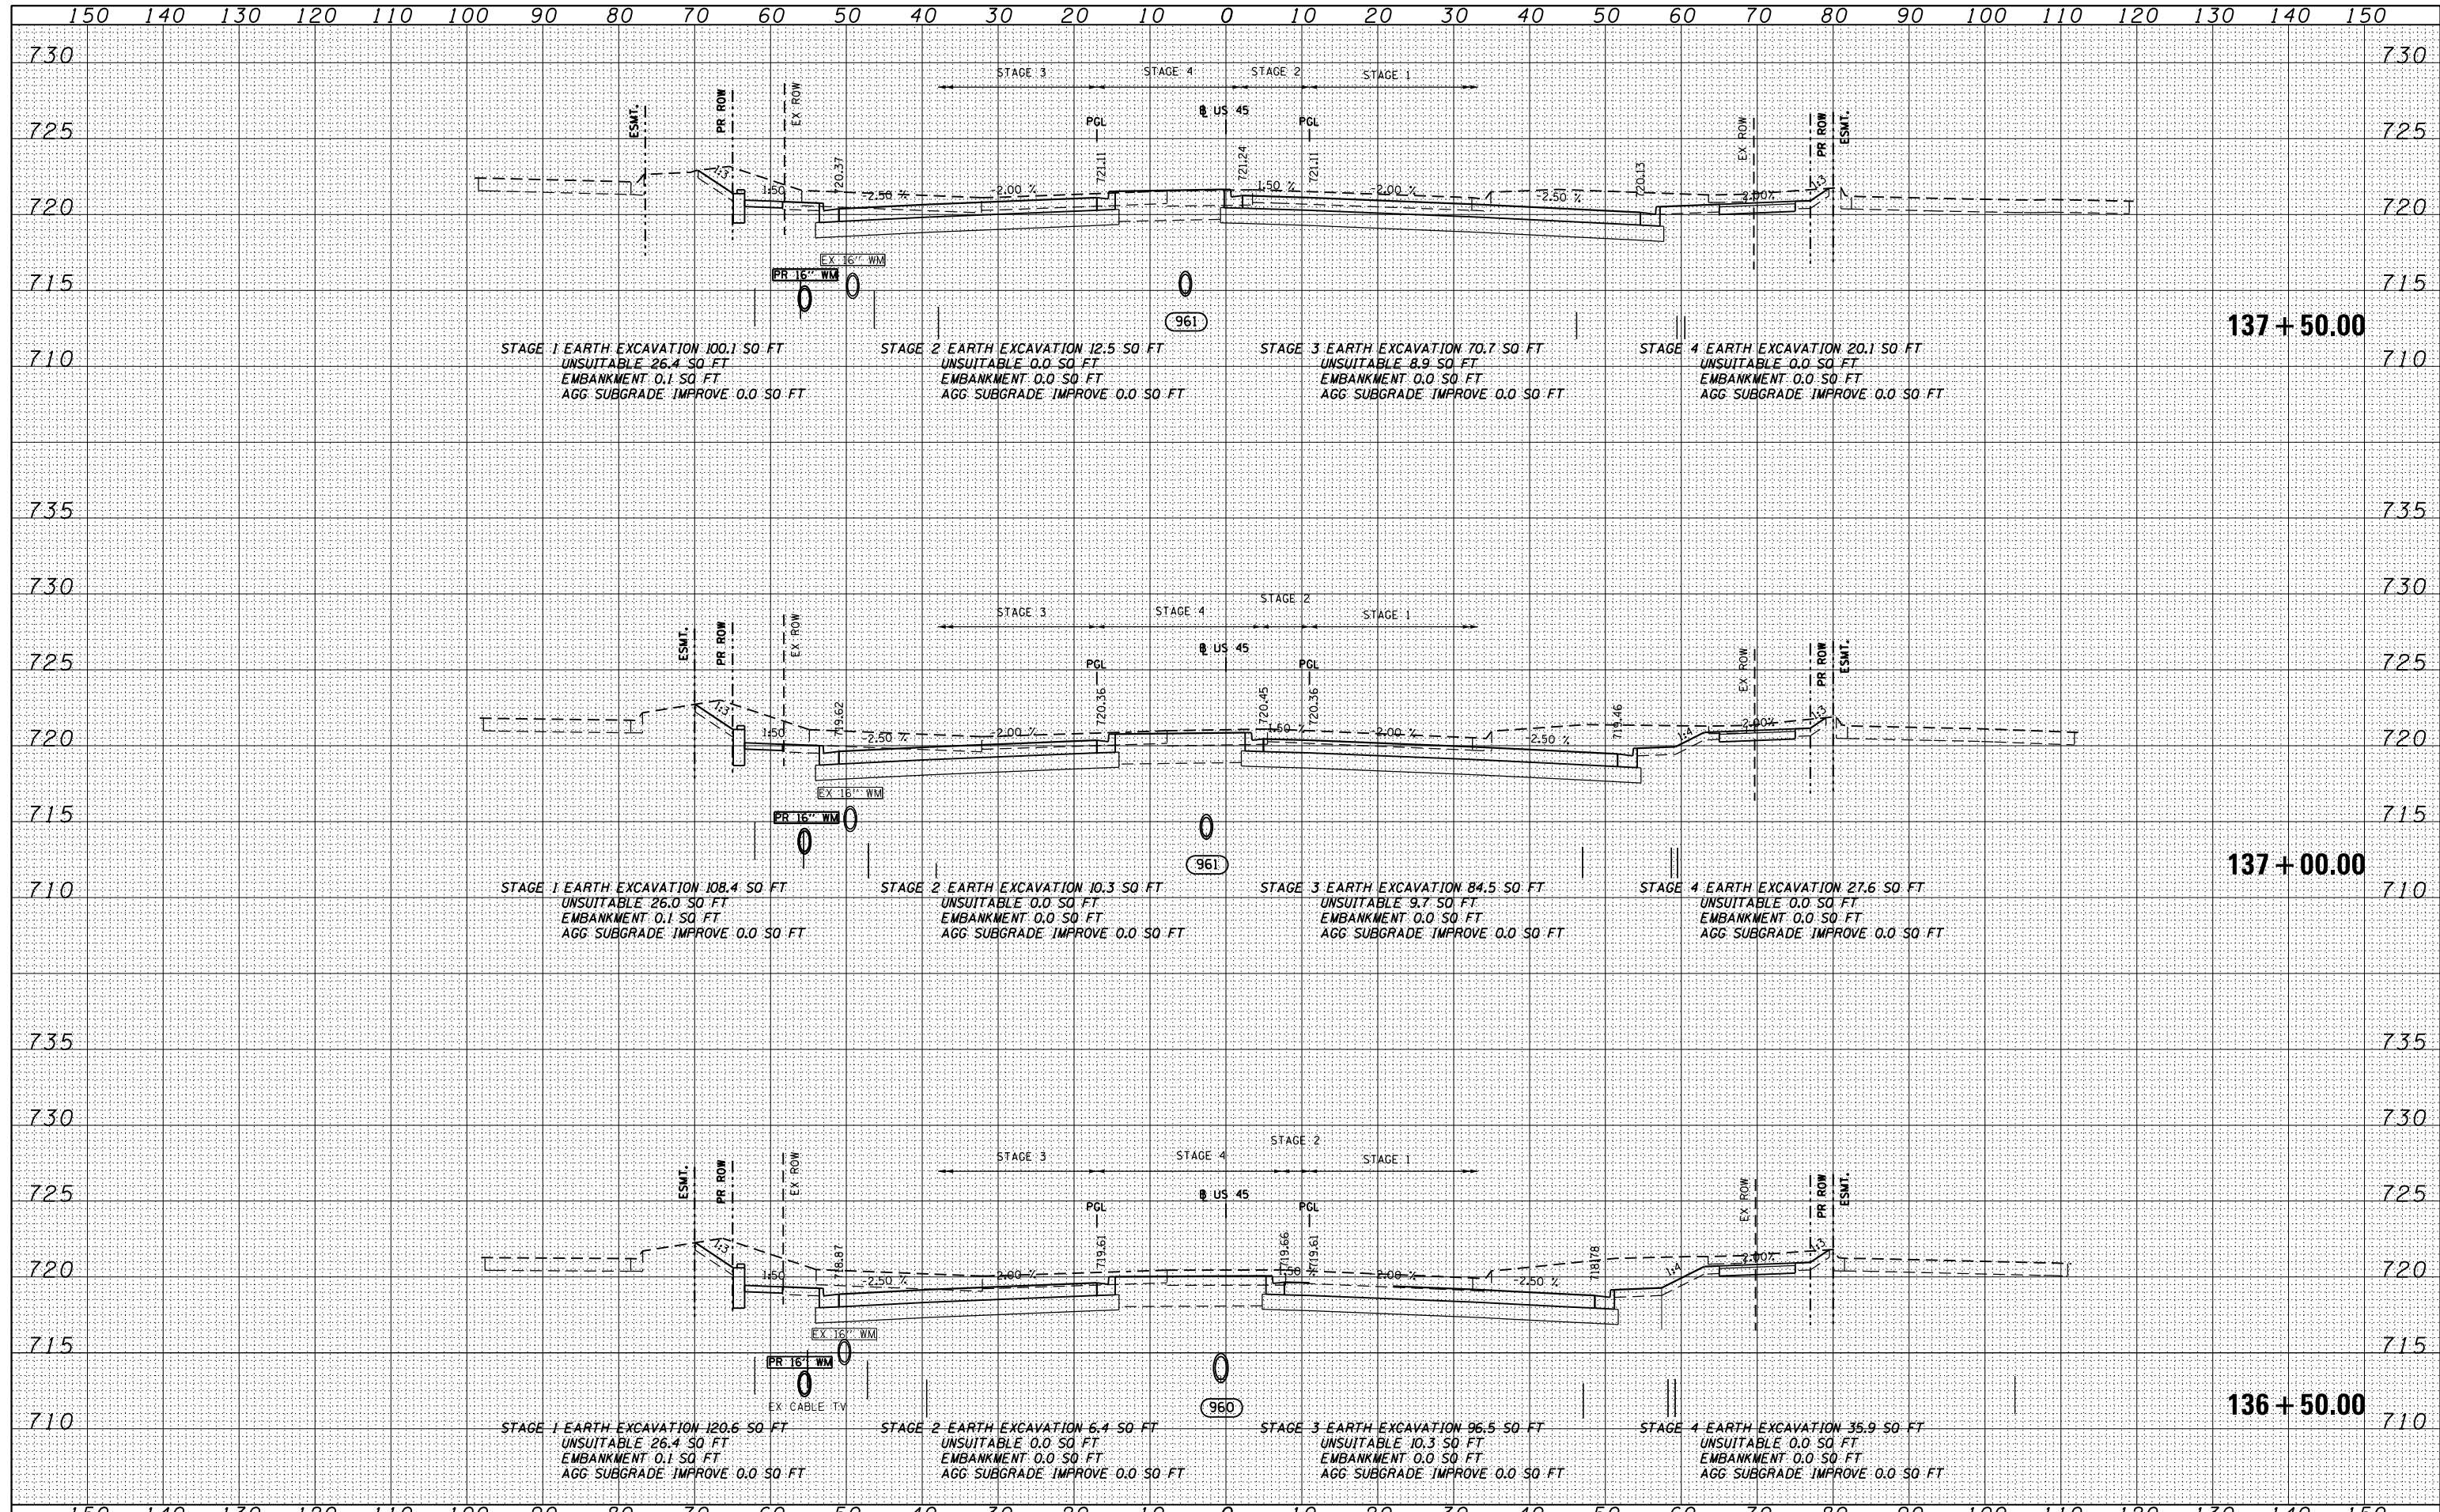 150 140 130 120 110 100 90 80 70 60 50 40 30 20 10 0 10 20 30 40 50 60 70 80 90 100 110 120 130 140 150
730 730
STAGE 3 STAGE 4 STAGE 2 STAGE 1
ESMT. PR ROW EX ROW PGL ℄ US 45 PGL EX ROW PR ROW ESMT.
725 725
720.37 721.11 721.24 721.11 720.13
1:3 1:50 -2.50 % -2.00 % 1.50 % -2.00 % -2.50 % 2.00% 1:3
720 720
EX 16" WM
PR 16" WM
715 715
961
137+50.00
STAGE 1 EARTH EXCAVATION 100.1 SQ FT STAGE 2 EARTH EXCAVATION 12.5 SQ FT STAGE 3 EARTH EXCAVATION 70.7 SQ FT STAGE 4 EARTH EXCAVATION 20.1 SQ FT
UNSUITABLE 26.4 SQ FT UNSUITABLE 0.0 SQ FT UNSUITABLE 8.9 SQ FT UNSUITABLE 0.0 SQ FT
710 710
EMBANKMENT 0.1 SQ FT EMBANKMENT 0.0 SQ FT EMBANKMENT 0.0 SQ FT EMBANKMENT 0.0 SQ FT
AGG SUBGRADE IMPROVE 0.0 SQ FT AGG SUBGRADE IMPROVE 0.0 SQ FT AGG SUBGRADE IMPROVE 0.0 SQ FT AGG SUBGRADE IMPROVE 0.0 SQ FT
735 735
730 730
STAGE 2
STAGE 3 STAGE 4 STAGE 1
ESMT. PR ROW EX ROW PGL ℄ US 45 PGL EX ROW PR ROW ESMT.
725 725
719.62 720.36 720.45 720.36 719.46
1:3 1:50 -2.50 % -2.00 % 1.50 % -2.00 % -2.50 % 1:4 2.00% 1:3
720 720
EX 16" WM
PR 16" WM
715 715
961
137+00.00
STAGE 1 EARTH EXCAVATION 108.4 SQ FT STAGE 2 EARTH EXCAVATION 10.3 SQ FT STAGE 3 EARTH EXCAVATION 84.5 SQ FT STAGE 4 EARTH EXCAVATION 27.6 SQ FT
710 710
UNSUITABLE 26.0 SQ FT UNSUITABLE 0.0 SQ FT UNSUITABLE 9.7 SQ FT UNSUITABLE 0.0 SQ FT
EMBANKMENT 0.1 SQ FT EMBANKMENT 0.0 SQ FT EMBANKMENT 0.0 SQ FT EMBANKMENT 0.0 SQ FT
AGG SUBGRADE IMPROVE 0.0 SQ FT AGG SUBGRADE IMPROVE 0.0 SQ FT AGG SUBGRADE IMPROVE 0.0 SQ FT AGG SUBGRADE IMPROVE 0.0 SQ FT
735 735
730 730
STAGE 2
STAGE 3 STAGE 4 STAGE 1
ESMT. PR ROW EX ROW PGL ℄ US 45 PGL EX ROW PR ROW ESMT.
725 725
718.87 719.61 719.66 719.61 718.78
1:3 1:50 -2.50 % -2.00 % 1.50 % -2.00 % -2.50 % 1:4 2.00% 1:3
720 720
EX 16" WM
715 715
PR 16" WM
EX CABLE TV 960
136+50.00
710 710
STAGE 1 EARTH EXCAVATION 120.6 SQ FT STAGE 2 EARTH EXCAVATION 6.4 SQ FT STAGE 3 EARTH EXCAVATION 96.5 SQ FT STAGE 4 EARTH EXCAVATION 35.9 SQ FT
UNSUITABLE 26.4 SQ FT UNSUITABLE 0.0 SQ FT UNSUITABLE 10.3 SQ FT UNSUITABLE 0.0 SQ FT
EMBANKMENT 0.1 SQ FT EMBANKMENT 0.0 SQ FT EMBANKMENT 0.0 SQ FT EMBANKMENT 0.0 SQ FT
AGG SUBGRADE IMPROVE 0.0 SQ FT AGG SUBGRADE IMPROVE 0.0 SQ FT AGG SUBGRADE IMPROVE 0.0 SQ FT AGG SUBGRADE IMPROVE 0.0 SQ FT
150 140 130 120 110 100 90 80 70 60 50 40 30 20 10 0 10 20 30 40 50 60 70 80 90 100 110 120 130 140 150